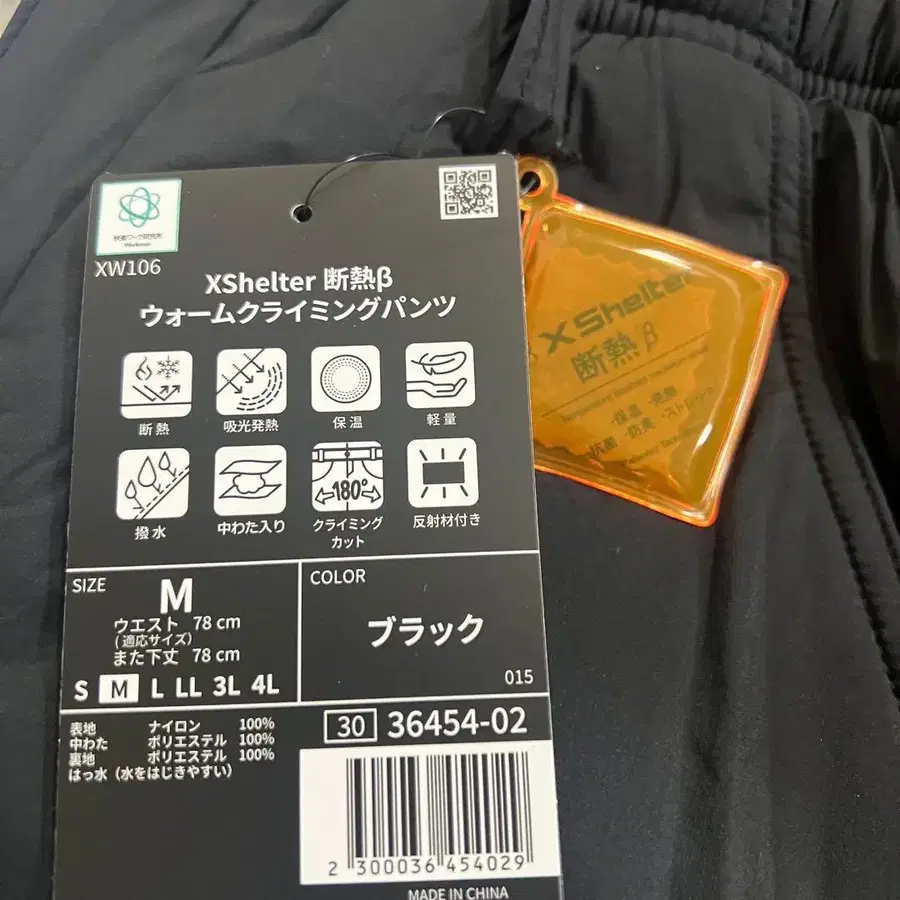 快適ワーク研究所
Workman
XW106
XShelter 断熱β
ウォームクライミングパンツ
断熱
吸光発熱
保温
軽量
撥水
中わた入り
180°
クライミング
カット
反射材付き
SIZE
M
ウエスト 78 cm
(適応サイズ)
また下丈 78 cm
S M L LL 3L 4L
COLOR
ブラック
015
表地 ナイロン 100%
中わた ポリエステル 100%
裏地 ポリエステル 100%
はっ水（水をはじきやすい）
30 36454-02
2 300036 454029
MADE IN CHINA
X Shelter
断熱 β